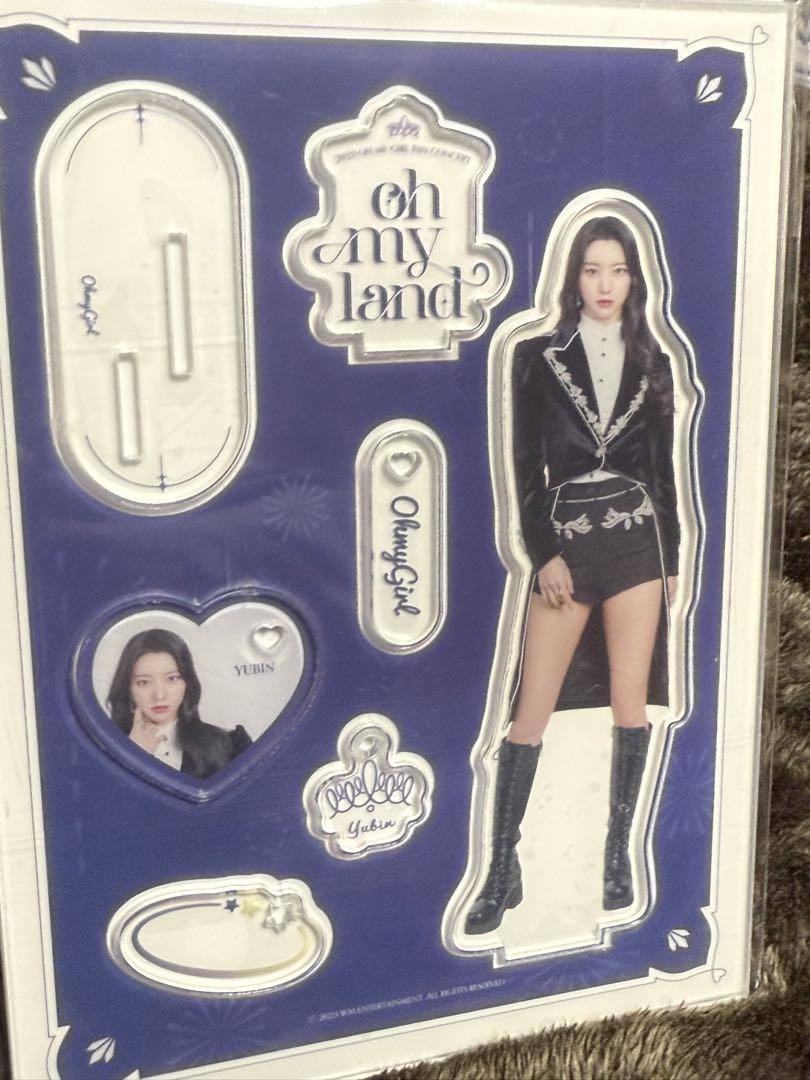 2023 OH MY GIRL FAN CONCERT
oh
my
land
OhmyGirl
OhmyGirl
YUBIN
Yubin
© 2023 WM ENTERTAINMENT. ALL RIGHTS RESERVED